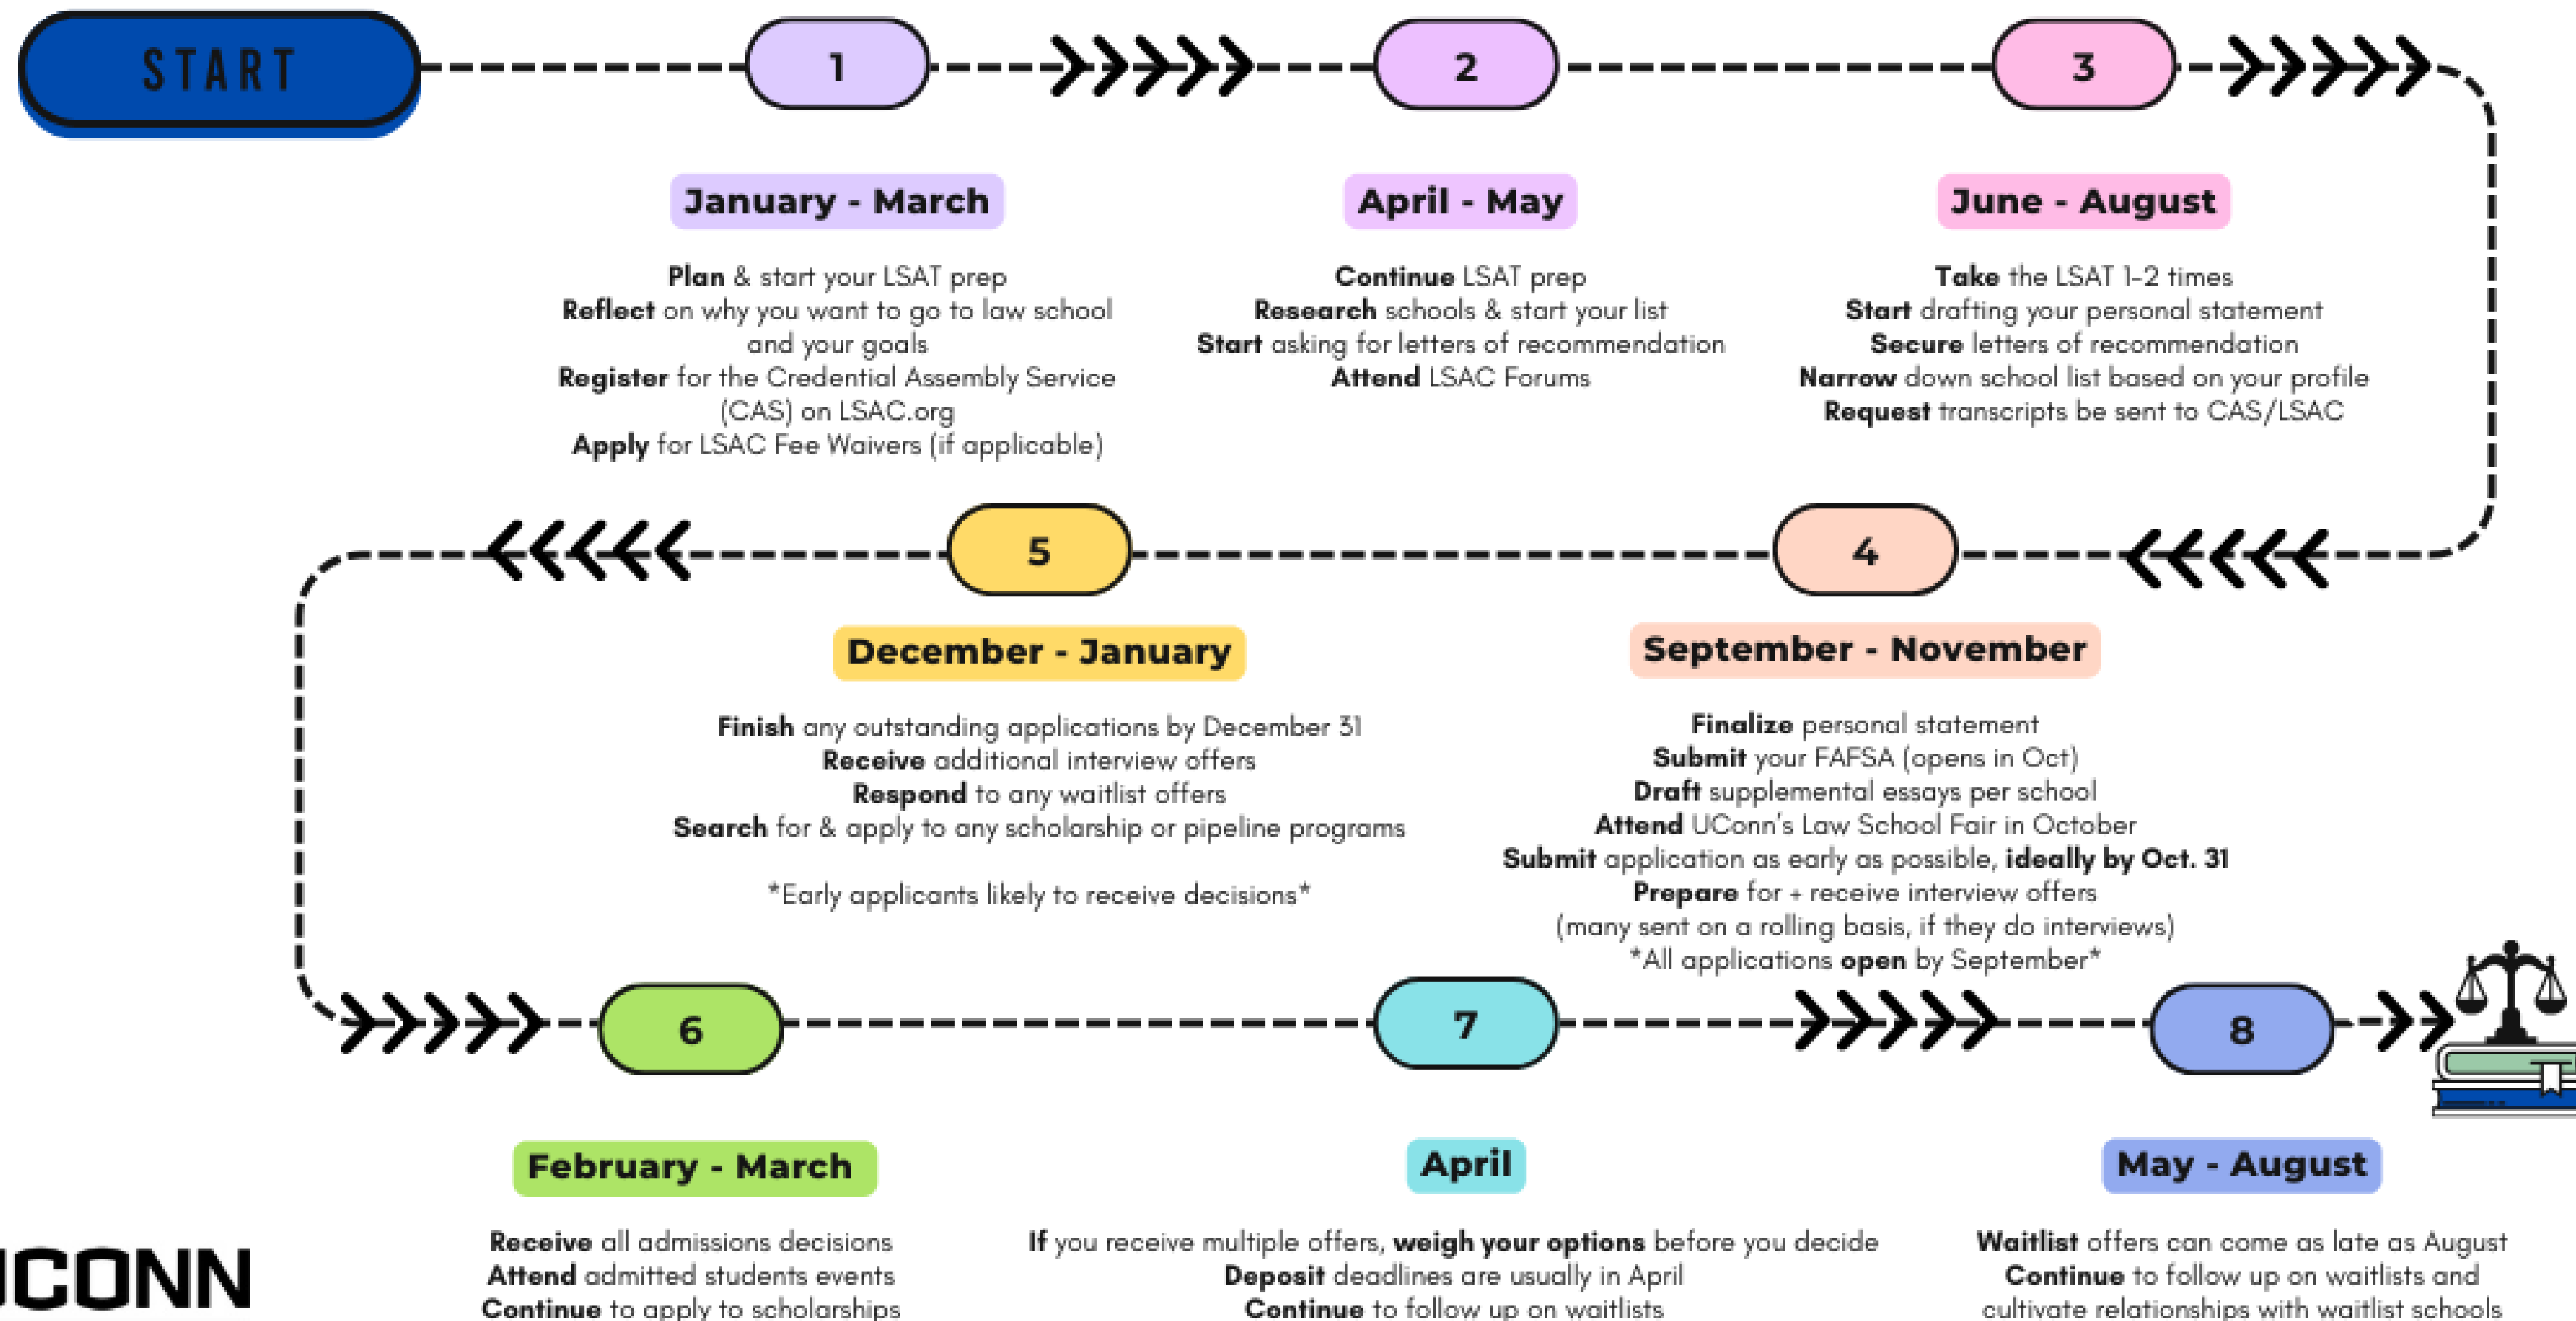 START
1
2
3
January - March
Plan & start your LSAT prep
Reflect on why you want to go to law school
and your goals
Register for the Credential Assembly Service
(CAS) on LSAC.org
Apply for LSAC Fee Waivers (if applicable)
April - May
Continue LSAT prep
Research schools & start your list
Start asking for letters of recommendation
Attend LSAC Forums
June - August
Take the LSAT 1-2 times
Start drafting your personal statement
Secure letters of recommendation
Narrow down school list based on your profile
Request transcripts be sent to CAS/LSAC
4
September - November
Finalize personal statement
Submit your FAFSA (opens in Oct)
Draft supplemental essays per school
Attend UConn's Law School Fair in October
Submit application as early as possible, ideally by Oct. 31
Prepare for + receive interview offers
(many sent on a rolling basis, if they do interviews)
*All applications open by September*
5
December - January
Finish any outstanding applications by December 31
Receive additional interview offers
Respond to any waitlist offers
Search for & apply to any scholarship or pipeline programs
*Early applicants likely to receive decisions*
6
7
8
February - March
Receive all admissions decisions
Attend admitted students events
Continue to apply to scholarships
April
If you receive multiple offers, weigh your options before you decide
Deposit deadlines are usually in April
Continue to follow up on waitlists
May - August
Waitlist offers can come as late as August
Continue to follow up on waitlists and
cultivate relationships with waitlist schools
UCONN